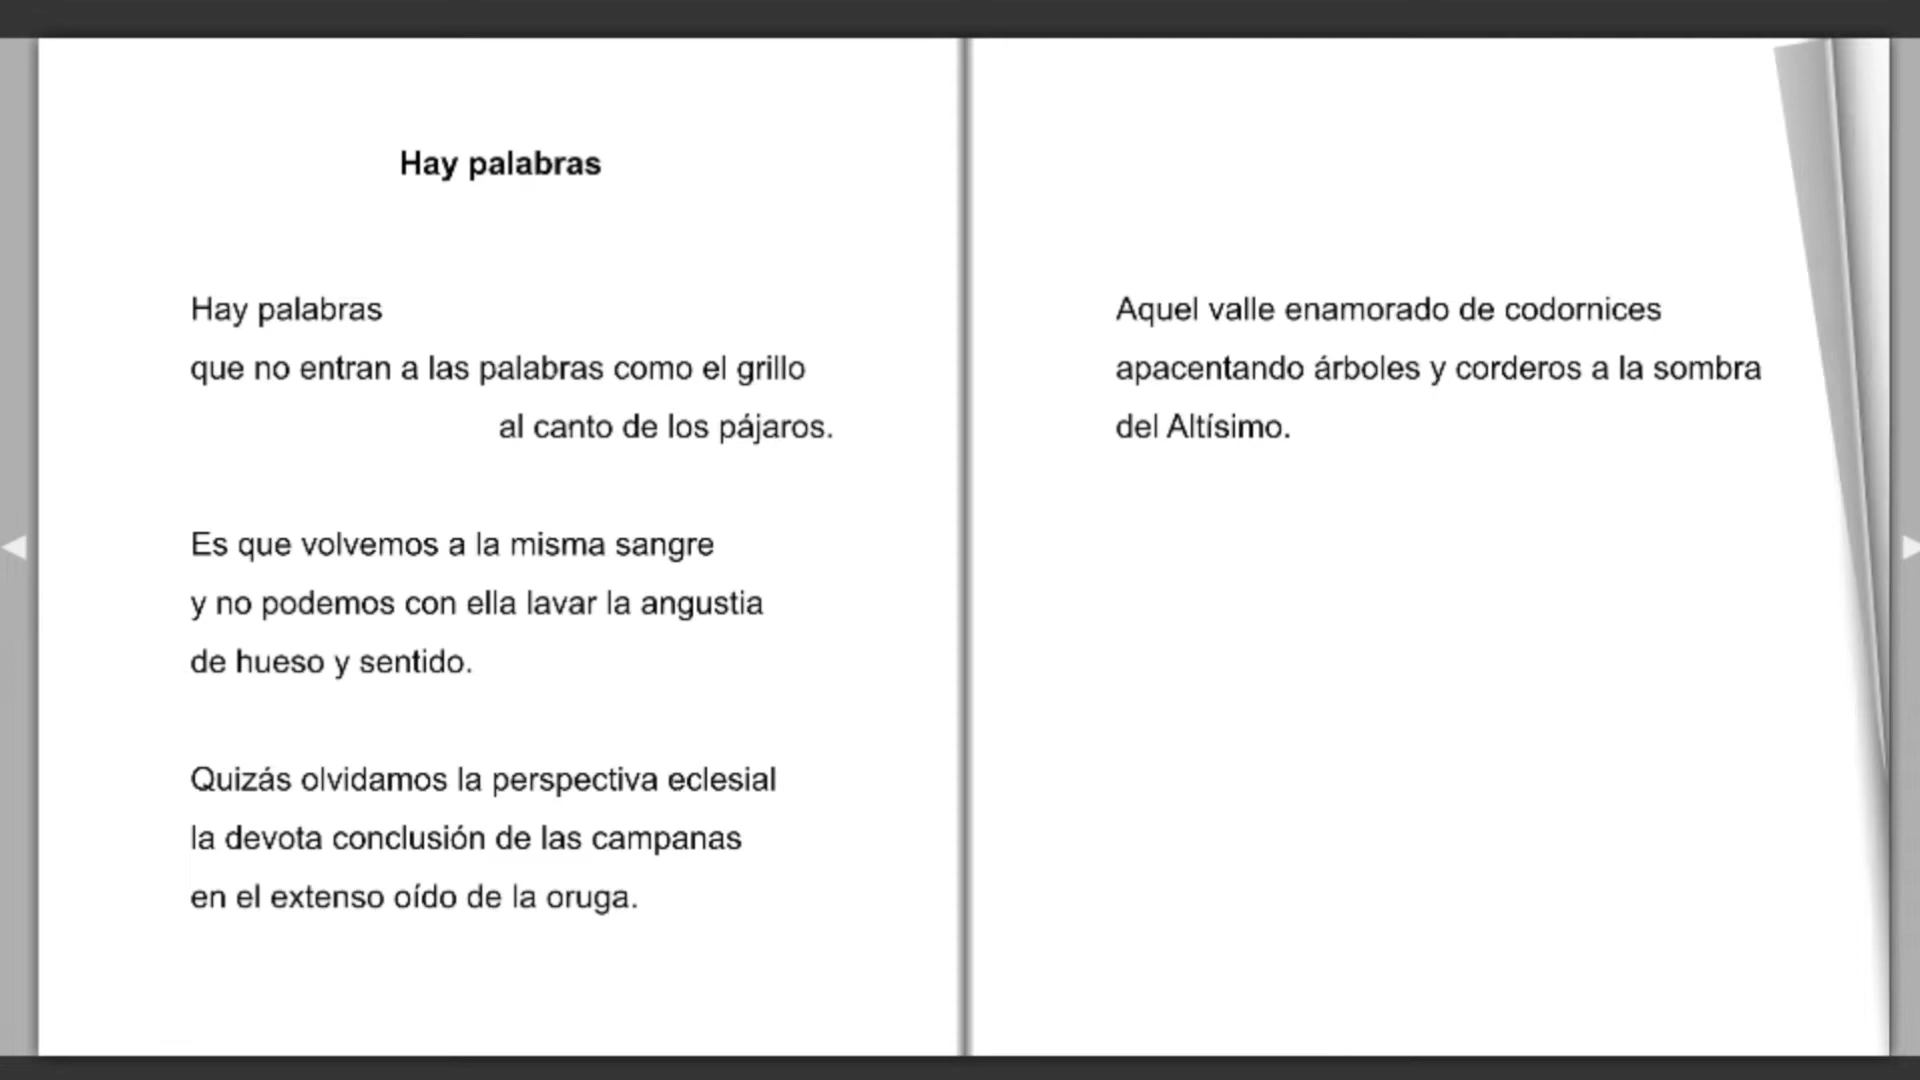 Hay palabras
Hay palabras
que no entran a las palabras como el grillo
al canto de los pájaros.
Es que volvemos a la misma sangre
y no podemos con ella lavar la angustia
de hueso y sentido.
Quizás olvidamos la perspectiva eclesial
la devota conclusión de las campanas
en el extenso oído de la oruga.
Aquel valle enamorado de codornices
apacentando árboles y corderos a la sombra
del Altísimo.